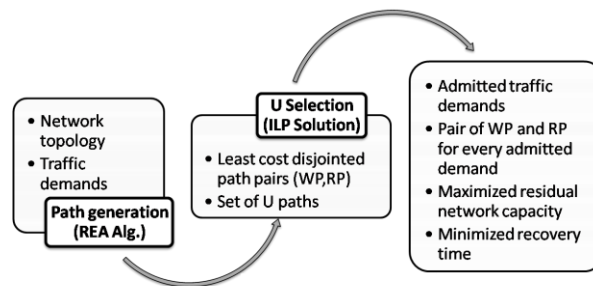 • Network
topology
• Traffic
demands
Path generation
(REA Alg.)
U Selection
(ILP Solution)
• Least cost disjointed
path pairs (WP,RP)
• Set of U paths
• Admitted traffic
demands
• Pair of WP and RP
for every admitted
demand
• Maximized residual
network capacity
• Minimized recovery
time